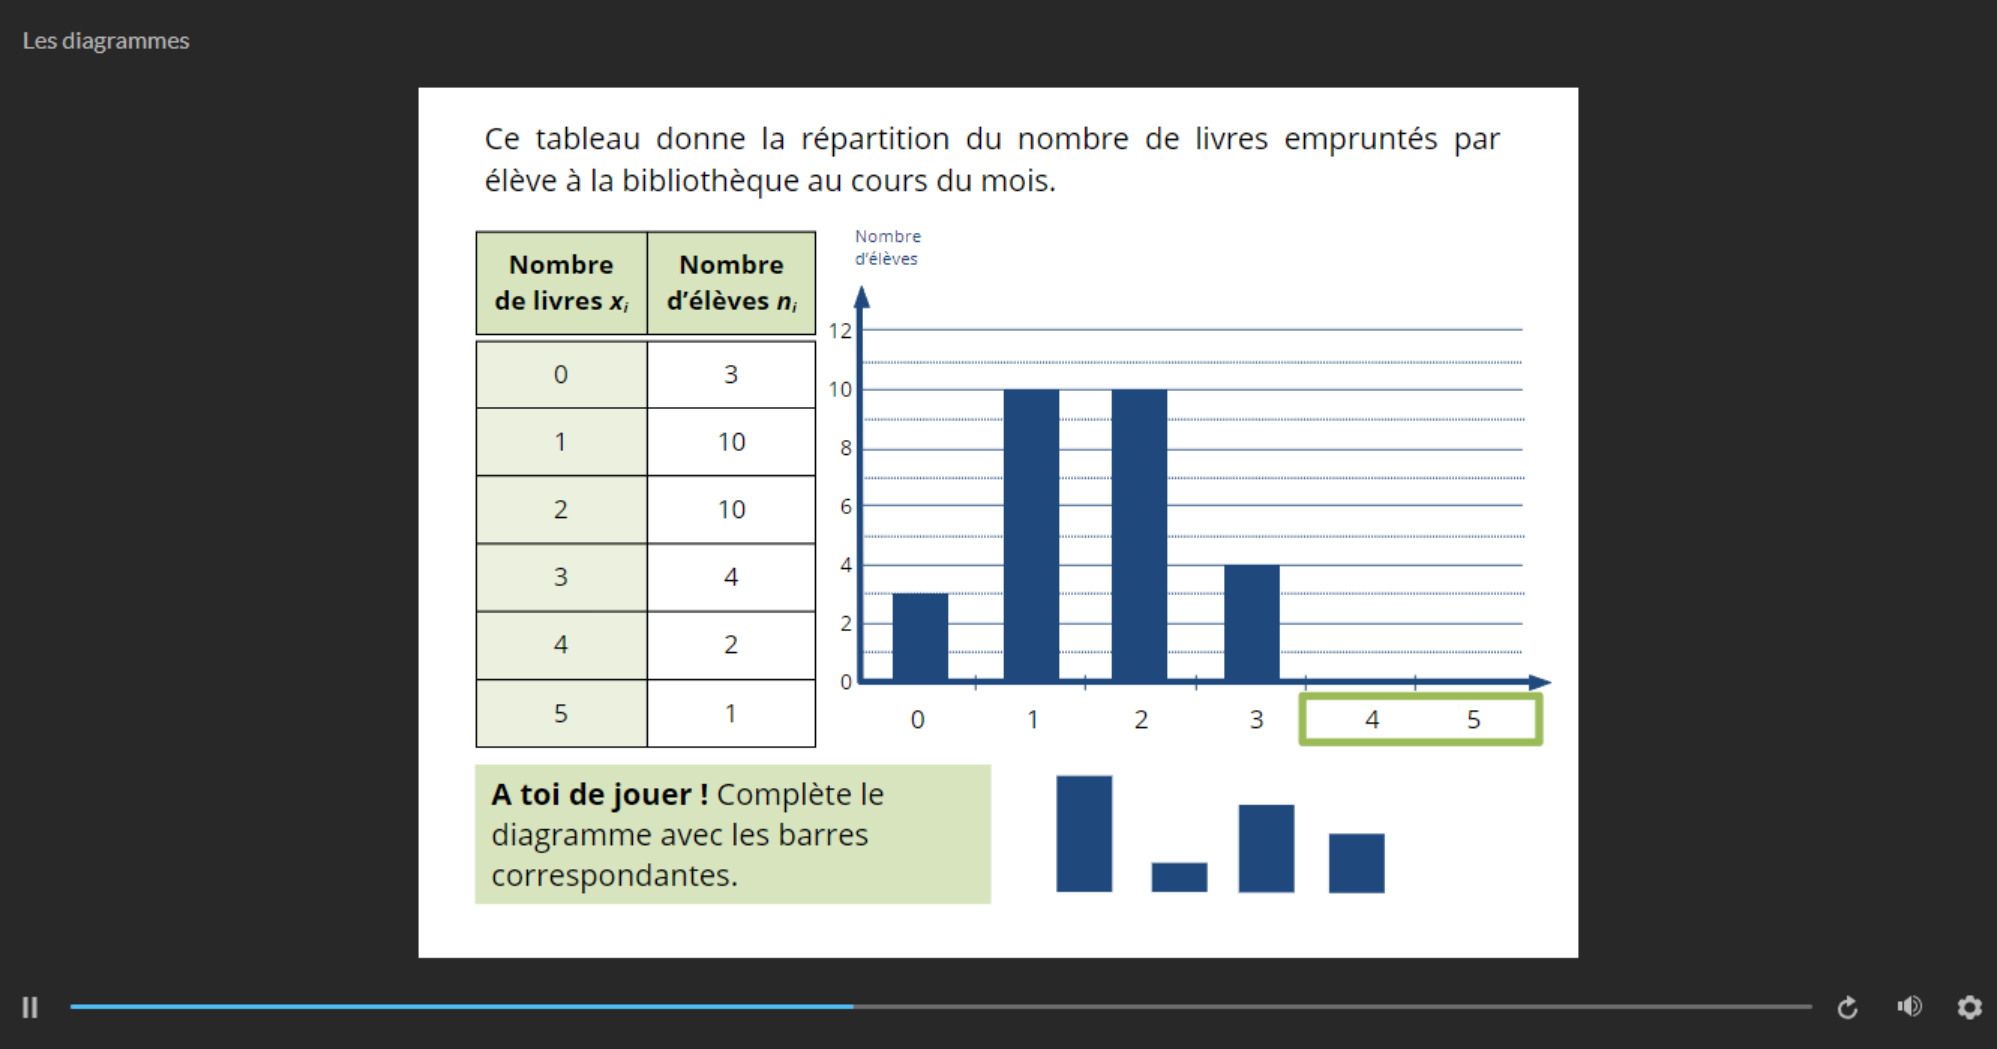 Les diagrammes
Ce tableau donne la répartition du nombre de livres empruntés par
élève à la bibliothèque au cours du mois.
Nombre
de livres xᵢ
Nombre
d’élèves nᵢ
0 3
1 10
2 10
3 4
4 2
5 1
Nombre
d’élèves
12
10
8
6
4
2
0
0 1 2 3 4 5
A toi de jouer ! Complète le
diagramme avec les barres
correspondantes.